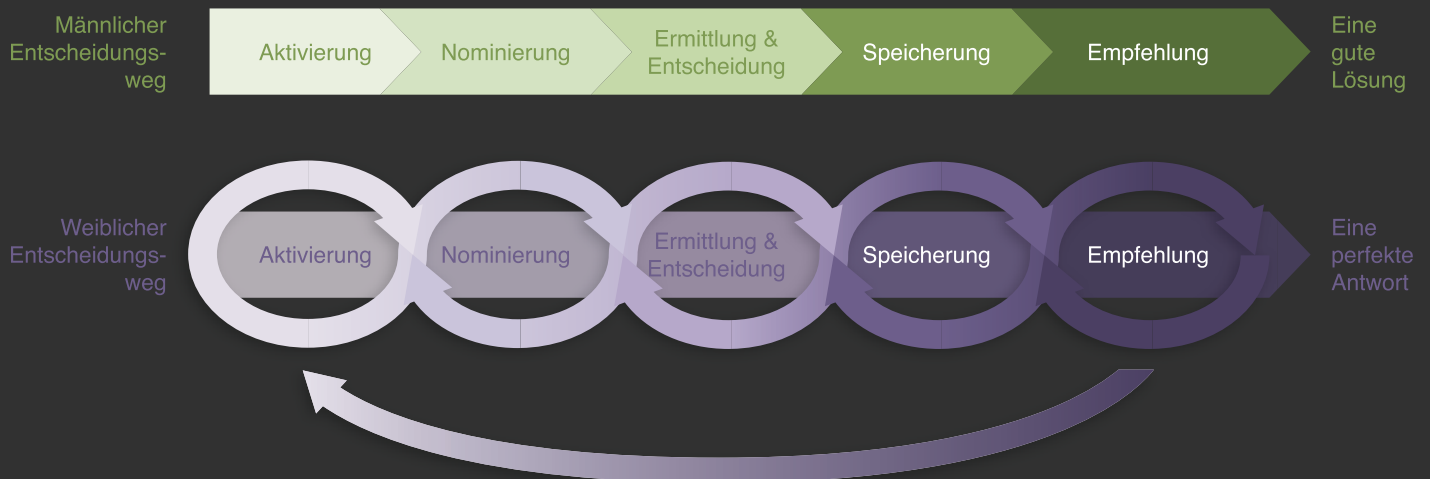 Männlicher
Entscheidungs-
weg
Aktivierung
Nominierung
Ermittlung &
Entscheidung
Speicherung
Empfehlung
Eine
gute
Lösung
Weiblicher
Entscheidungs-
weg
Aktivierung
Nominierung
Ermittlung &
Entscheidung
Speicherung
Empfehlung
Eine
perfekte
Antwort